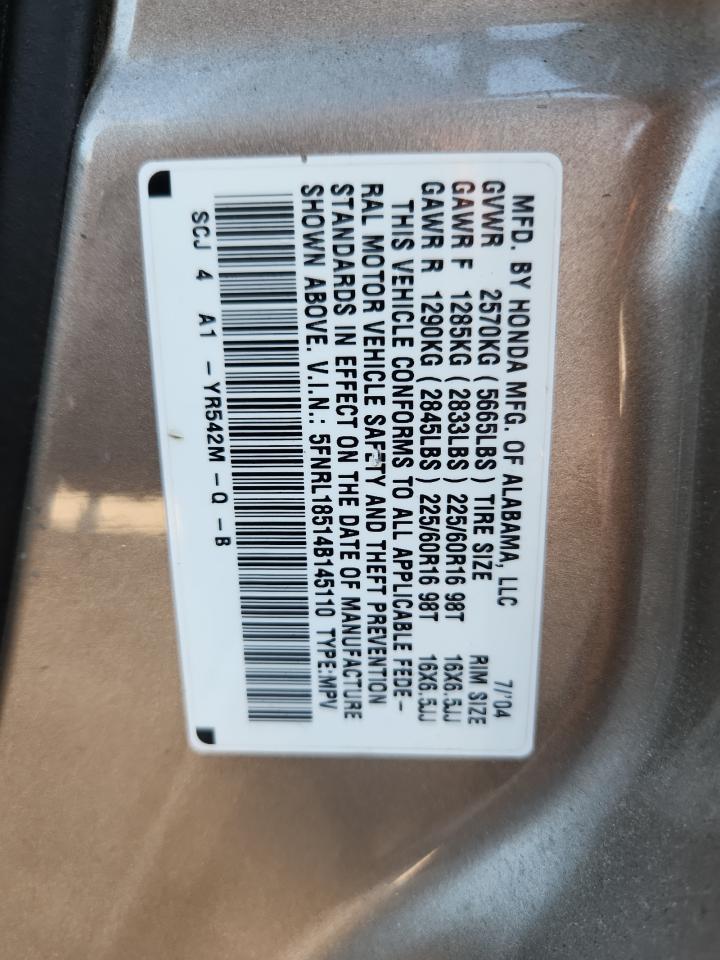 MFD. BY HONDA MFG. OF ALABAMA, LLC 7/'04
GVWR 2570KG ( 5665LBS ) TIRE SIZE RIM SIZE
GAWR F 1285KG ( 2833LBS ) 225/60R16 98T 16X6.5JJ
GAWR R 1290KG ( 2845LBS ) 225/60R16 98T 16X6.5JJ
THIS VEHICLE CONFORMS TO ALL APPLICABLE FEDE-
RAL MOTOR VEHICLE SAFETY AND THEFT PREVENTION
STANDARDS IN EFFECT ON THE DATE OF MANUFACTURE
SHOWN ABOVE. V.I.N.: 5FNRL18514B145110 TYPE:MPV
SCJ 4 A1 -YR542M -Q -B